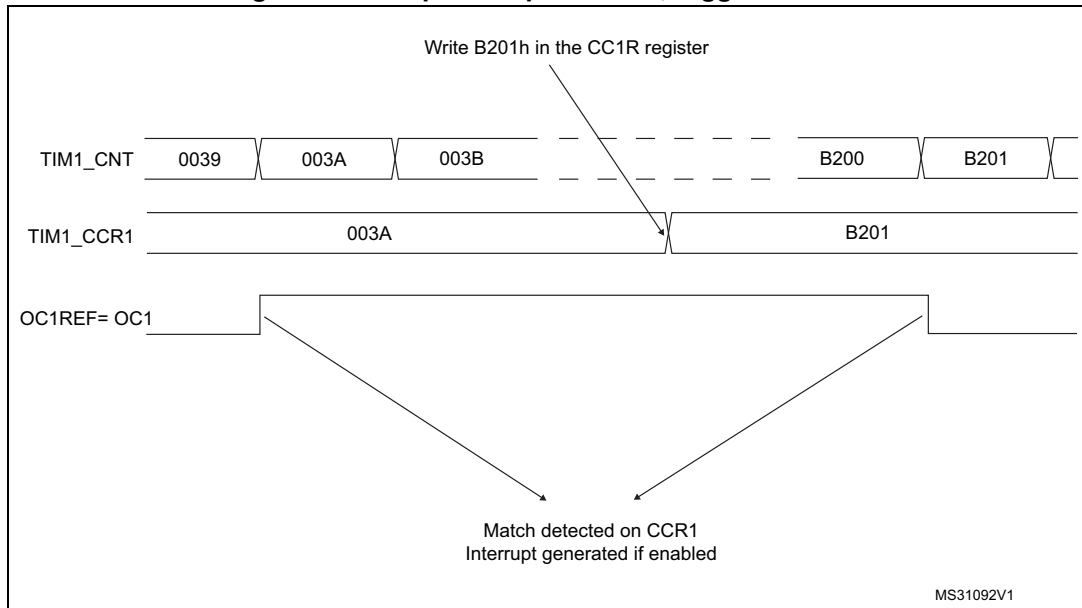 Write B201h in the CC1R register
TIM1_CNT 0039 003A 003B B200 B201
TIM1_CCR1 003A B201
OC1REF= OC1
Match detected on CCR1
Interrupt generated if enabled
MS31092V1